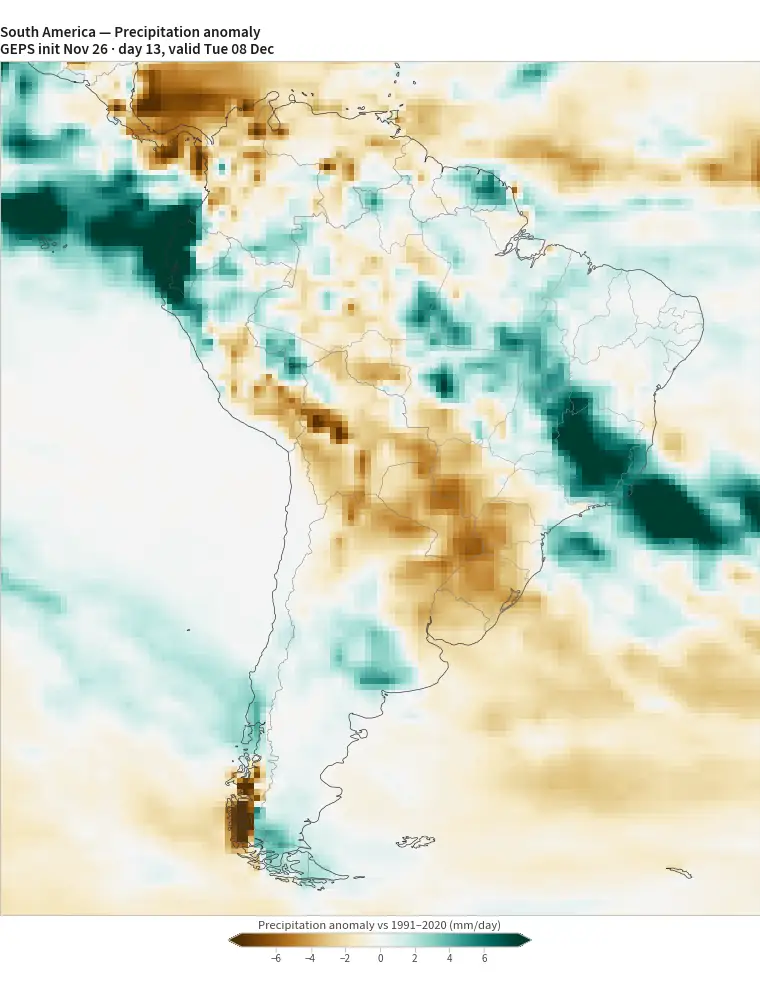 South America — Precipitation anomaly
GEPS init Nov 26 · day 13, valid Tue 08 Dec
Precipitation anomaly vs 1991–2020 (mm/day)
−6 −4 −2 0 2 4 6